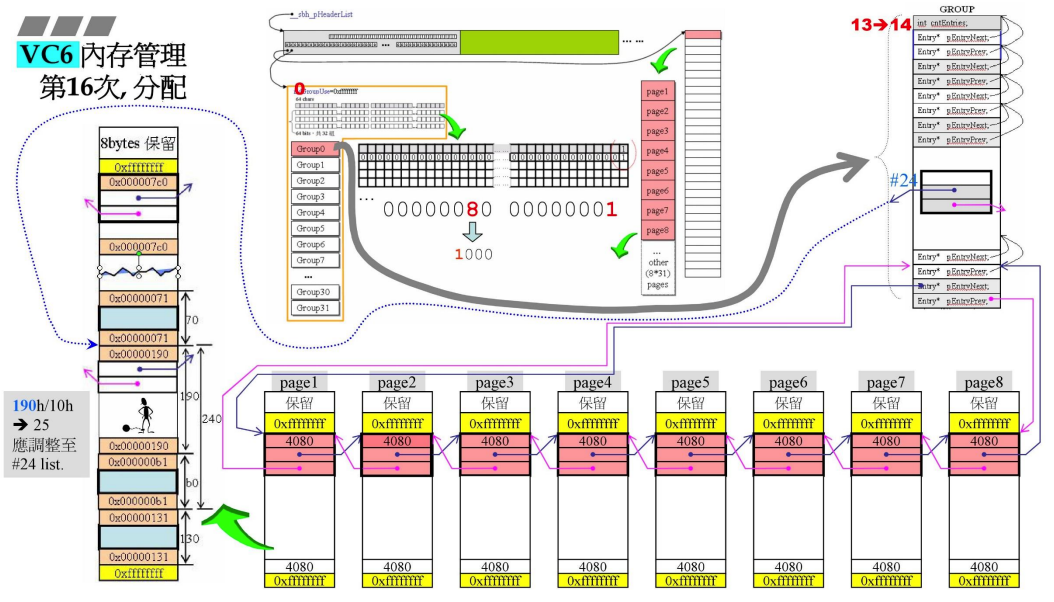 VC6 內存管理
第16次, 分配
8bytes 保留
0xffffffff
0x000007c0
0x000007c0
0x00000071
70
0x00000071
0x00000190
190
240
0x00000190
0x000000b1
b0
0x000000b1
0x00000131
130
0x00000131
0xffffffff
190h/10h
➔ 25
應調整至
#24 list.
__sbh_pHeaderList
... ...
0
GroupUse=0xffffffff
64 chars
64 bits，共 32 組
Group0
Group1
Group2
Group3
Group4
Group5
Group6
Group7
...
Group30
Group31
...
00000080 00000001
1000
page1
page2
page3
page4
page5
page6
page7
page8
...
other
(8*31)
pages
GROUP
13➔14
int cntEntries;
Entry* pEntryNext;
Entry* pEntryPrev;
Entry* pEntryNext;
Entry* pEntryPrev;
Entry* pEntryNext;
Entry* pEntryPrev;
Entry* pEntryNext;
Entry* pEntryPrev;
#24
Entry* pEntryNext;
Entry* pEntryPrev;
Entry* pEntryNext;
Entry* pEntryPrev;
page1 page2 page3 page4 page5 page6 page7 page8
保留 保留 保留 保留 保留 保留 保留 保留
0xffffffff 0xffffffff 0xffffffff 0xffffffff 0xffffffff 0xffffffff 0xffffffff 0xffffffff
4080 4080 4080 4080 4080 4080 4080 4080
4080 4080 4080 4080 4080 4080 4080 4080
0xffffffff 0xffffffff 0xffffffff 0xffffffff 0xffffffff 0xffffffff 0xffffffff 0xffffffff